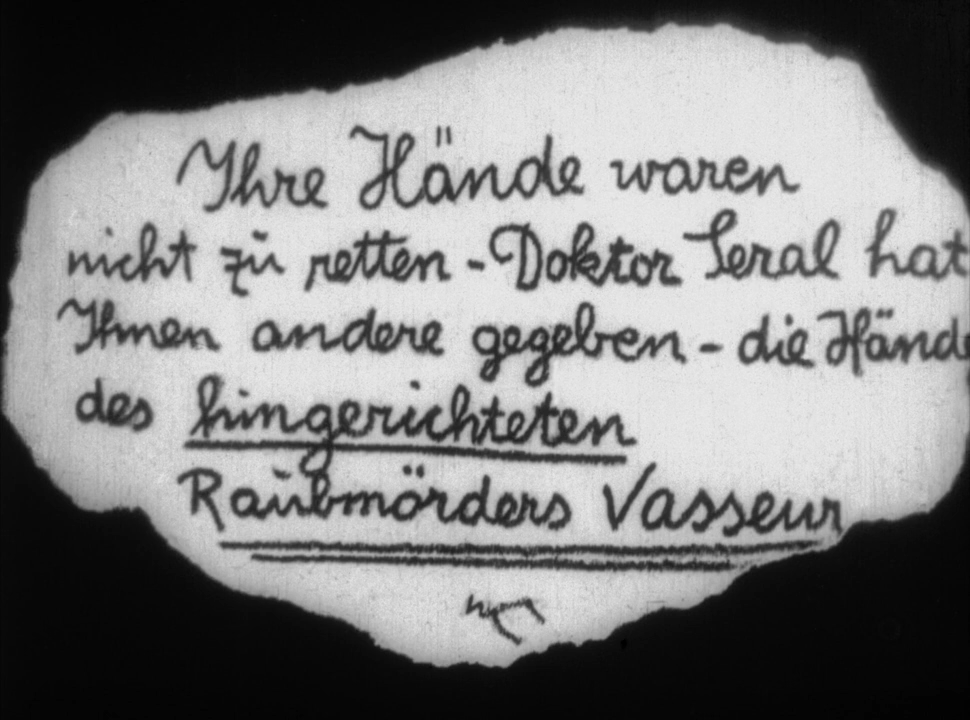 Ihre Hände waren
nicht zu retten - Doktor Seral hat
Ihnen andere gegeben - die Hände
des hingerichteten
Raubmörders Vasseur